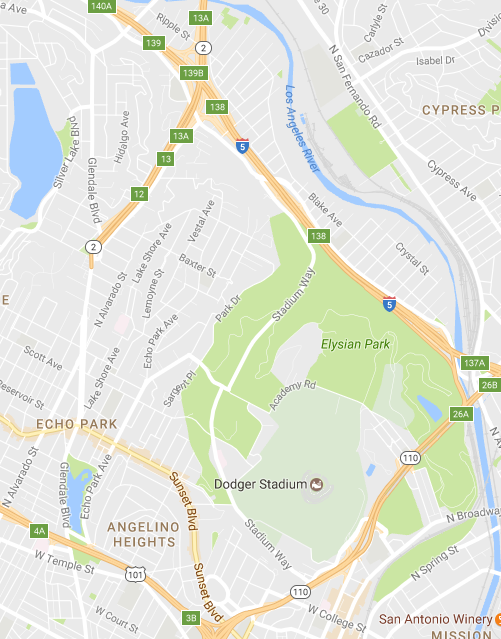 140A
a Ave
13A
Ripple St
139
2
139B
138
13A
5
13
12
Silver Lake Blvd
Glendale Blvd
Hidalgo Ave
Los Angeles River
Carlyle St
Cazador St
Isabel Dr
Divis
N San Fernando Rd
CYPRESS P
Cypress Ave
Blake Ave
138
Crystal St
5
2
Lake Shore Ave
Vestal Ave
Baxter St
Lemoyne St
N Alvarado St
Park Dr
Stadium Way
Echo Park Ave
Elysian Park
E
Scott Ave
Lake Shore Ave
Sargent Pl
Academy Rd
137A
26B
26A
Reservoir St
ECHO PARK
110
N Alvarado St
Glendale Blvd
Echo Park Ave
Sunset Blvd
Dodger Stadium
ANGELINO
HEIGHTS
Stadium Way
N Broadway
N Spring St
4A
W Temple St
101
Sunset Blvd
110
W Court St
3B
W College St
San Antonio Winery
MISSION